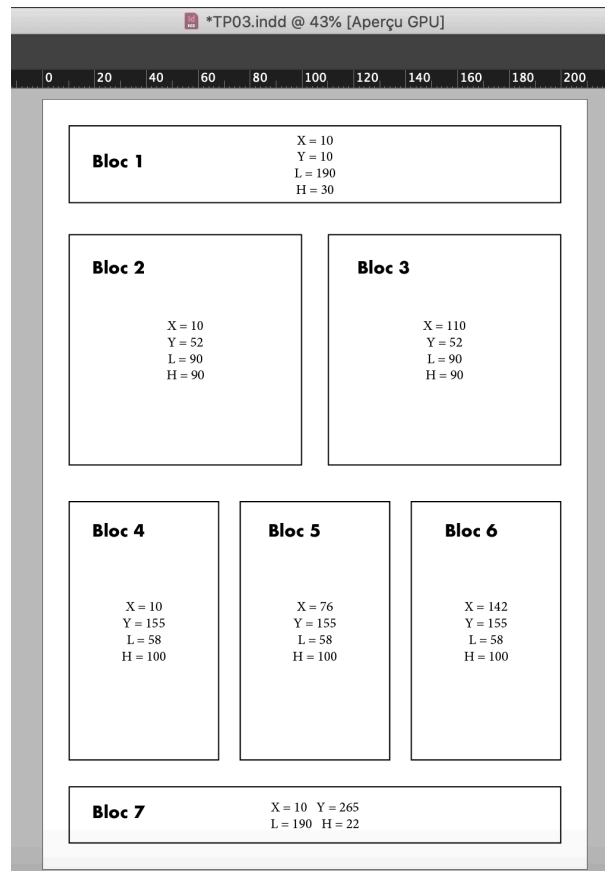 *TP03.indd @ 43% [Aperçu GPU]
0 20 40 60 80 100 120 140 160 180 200
Bloc 1
X = 10
Y = 10
L = 190
H = 30
Bloc 2
X = 10
Y = 52
L = 90
H = 90
Bloc 3
X = 110
Y = 52
L = 90
H = 90
Bloc 4
X = 10
Y = 155
L = 58
H = 100
Bloc 5
X = 76
Y = 155
L = 58
H = 100
Bloc 6
X = 142
Y = 155
L = 58
H = 100
Bloc 7
X = 10 Y = 265
L = 190 H = 22